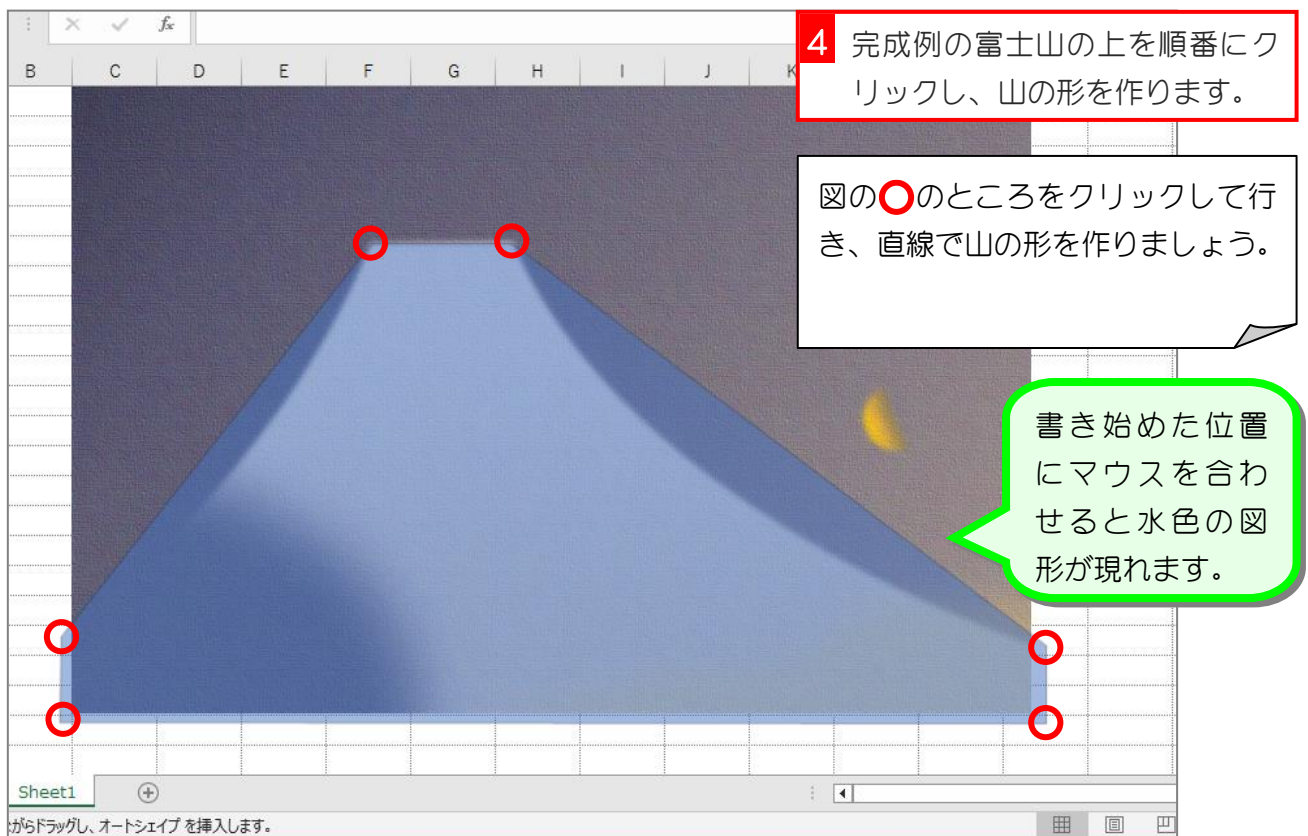 fx
B C D E F G H I J K
4 完成例の富士山の上を順番にク
リックし、山の形を作ります。
図の○のところをクリックして行
き、直線で山の形を作りましょう。
書き始めた位置
にマウスを合わ
せると水色の図
形が現れます。
Sheet1
がらドラッグし、オートシェイプ を挿入します。